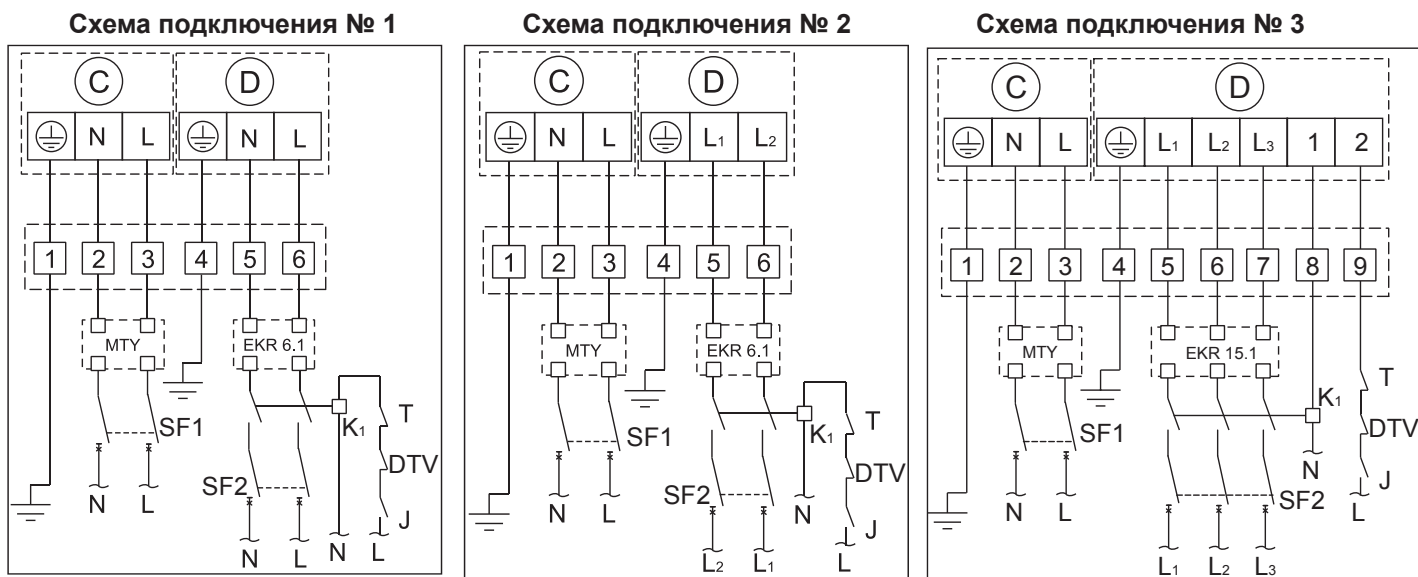 Схема подключения № 1
C D
N L N L
1 2 3 4 5 6
MTY EKR 6.1
SF1 K1 T
DTV
SF2
J
N L N L N L
Схема подключения № 2
C D
N L L1 L2
1 2 3 4 5 6
MTY EKR 6.1
SF1 K1 T
DTV
SF2
J
N L N
L2 L1 L
Схема подключения № 3
C D
N L L1 L2 L3 1 2
1 2 3 4 5 6 7 8 9
MTY EKR 15.1
T
K1
SF1 DTV
N
J
SF2
N L L
L1 L2 L3